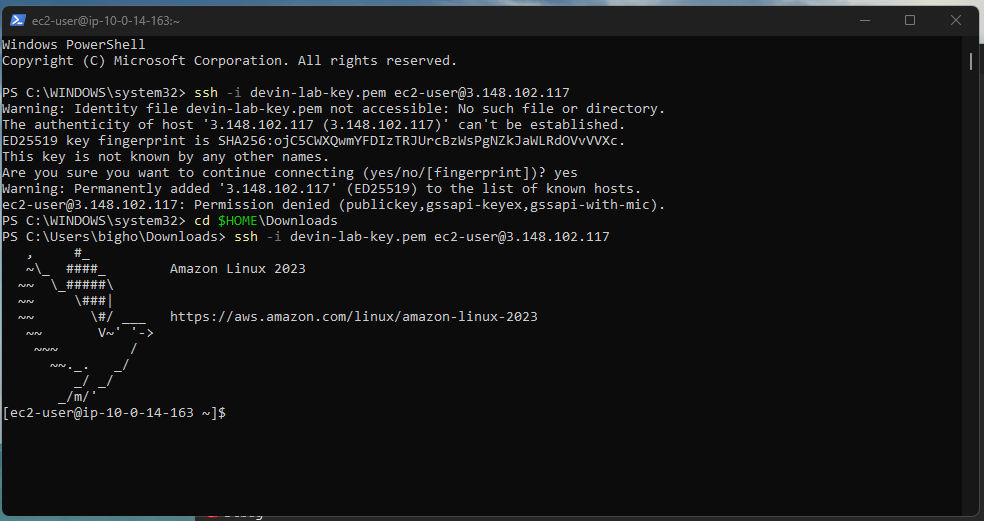 ec2-user@ip-10-0-14-163:~
Windows PowerShell
Copyright (C) Microsoft Corporation. All rights reserved.
PS C:\WINDOWS\system32> ssh -i devin-lab-key.pem ec2-user@3.148.102.117
Warning: Identity file devin-lab-key.pem not accessible: No such file or directory.
The authenticity of host '3.148.102.117 (3.148.102.117)' can't be established.
ED25519 key fingerprint is SHA256:ojC5CWXQwmYFDIzTRJUrcBzWsPgNZkJaWLRdOVvVVXc.
This key is not known by any other names.
Are you sure you want to continue connecting (yes/no/[fingerprint])? yes
Warning: Permanently added '3.148.102.117' (ED25519) to the list of known hosts.
ec2-user@3.148.102.117: Permission denied (publickey,gssapi-keyex,gssapi-with-mic).
PS C:\WINDOWS\system32> cd $HOME\Downloads
PS C:\Users\bigho\Downloads> ssh -i devin-lab-key.pem ec2-user@3.148.102.117
   ,     #_
   ~\_  ####_        Amazon Linux 2023
  ~~  \_#####\
  ~~     \###|
  ~~       \#/ ___   https://aws.amazon.com/linux/amazon-linux-2023
   ~~       V~' '->
    ~~~         /
      ~~._.   _/
         _/ _/
       _/m/'
[ec2-user@ip-10-0-14-163 ~]$